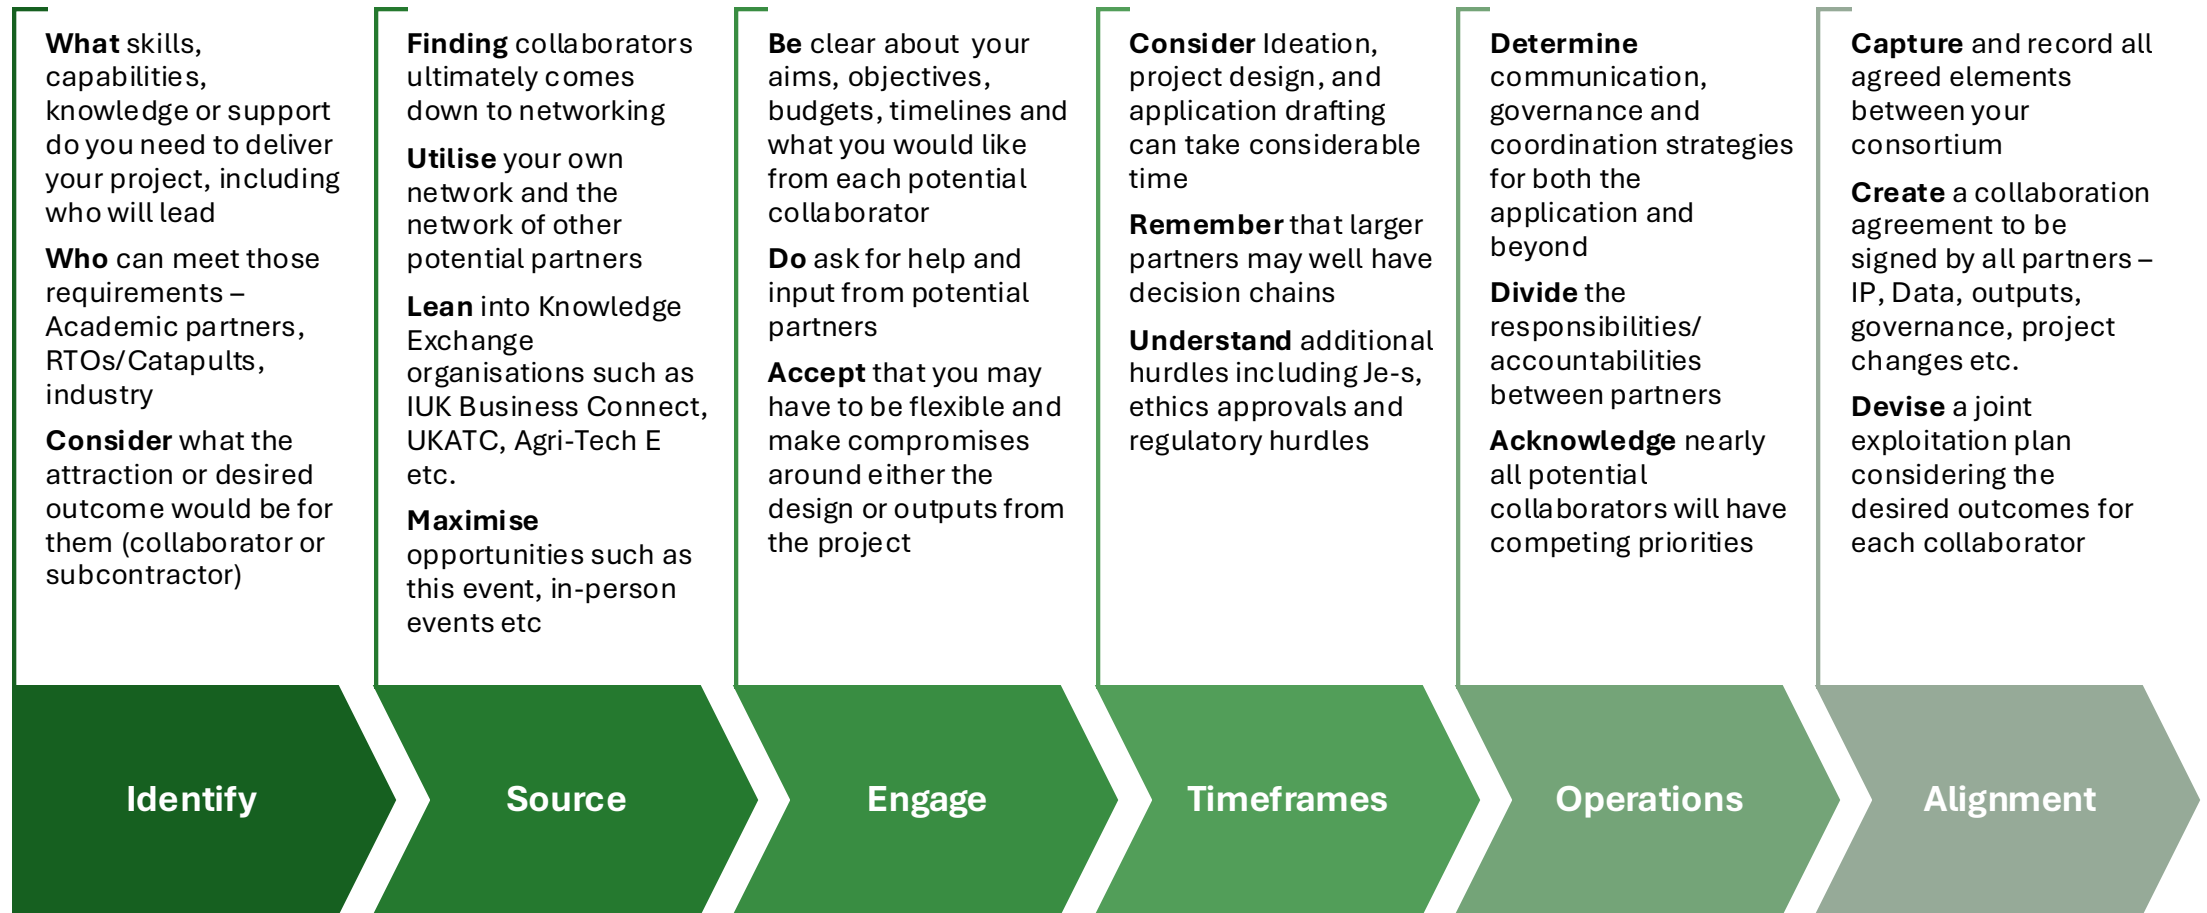 What skills,
capabilities,
knowledge or support
do you need to deliver
your project, including
who will lead
Who can meet those
requirements –
Academic partners,
RTOs/Catapults,
industry
Consider what the
attraction or desired
outcome would be for
them (collaborator or
subcontractor)
Identify
Finding collaborators
ultimately comes
down to networking
Utilise your own
network and the
network of other
potential partners
Lean into Knowledge
Exchange
organisations such as
IUK Business Connect,
UKATC, Agri-Tech E
etc.
Maximise
opportunities such as
this event, in-person
events etc
Source
Be clear about your
aims, objectives,
budgets, timelines and
what you would like
from each potential
collaborator
Do ask for help and
input from potential
partners
Accept that you may
have to be flexible and
make compromises
around either the
design or outputs from
the project
Engage
Consider Ideation,
project design, and
application drafting
can take considerable
time
Remember that larger
partners may well have
decision chains
Understand additional
hurdles including Je-s,
ethics approvals and
regulatory hurdles
Timeframes
Determine
communication,
governance and
coordination strategies
for both the
application and
beyond
Divide the
responsibilities/
accountabilities
between partners
Acknowledge nearly
all potential
collaborators will have
competing priorities
Operations
Capture and record all
agreed elements
between your
consortium
Create a collaboration
agreement to be
signed by all partners –
IP, Data, outputs,
governance, project
changes etc.
Devise a joint
exploitation plan
considering the
desired outcomes for
each collaborator
Alignment